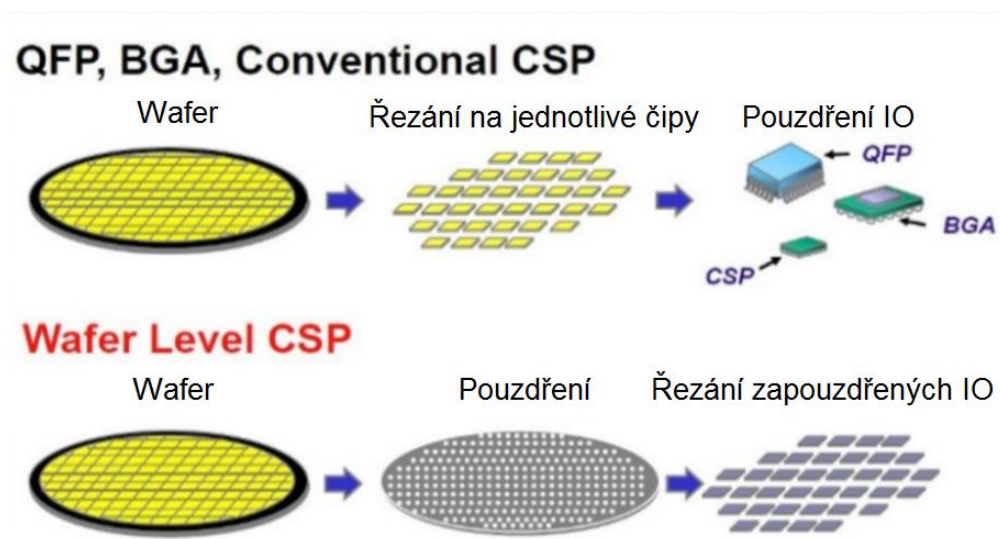 QFP, BGA, Conventional CSP
Wafer
Řezání na jednotlivé čipy
Pouzdření IO
QFP
BGA
CSP
Wafer Level CSP
Wafer
Pouzdření
Řezání zapouzdřených IO